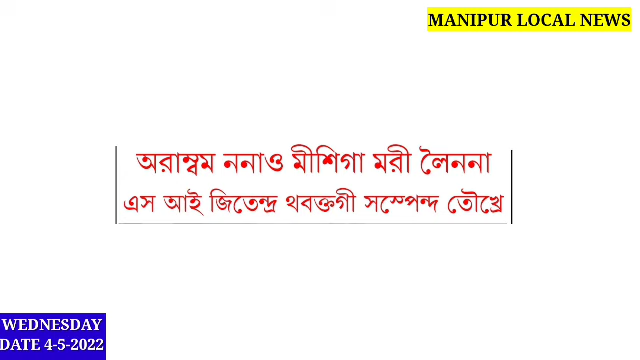 MANIPUR LOCAL NEWS
অরাম্বম ননাও মীশিগা মরী লৈননা
এস আই জিতেন্দ্র থবক্তগী সস্পেন্দ তৌখ্রে
WEDNESDAY
DATE 4-5-2022